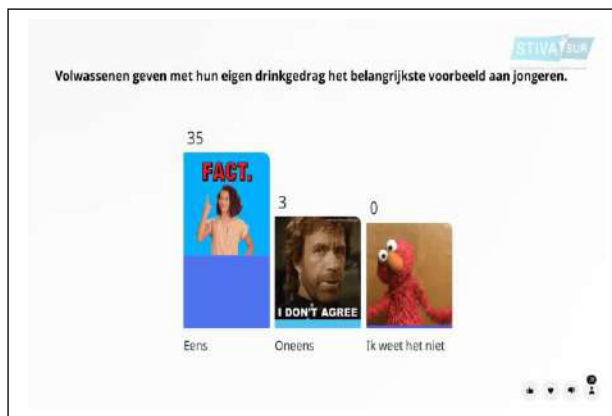 STIVA
Volwassenen geven met hun eigen drinkgedrag het belangrijkste voorbeeld aan jongeren.
35
FACT.
3
I DON'T AGREE
0
Eens
Oneens
Ik weet het niet